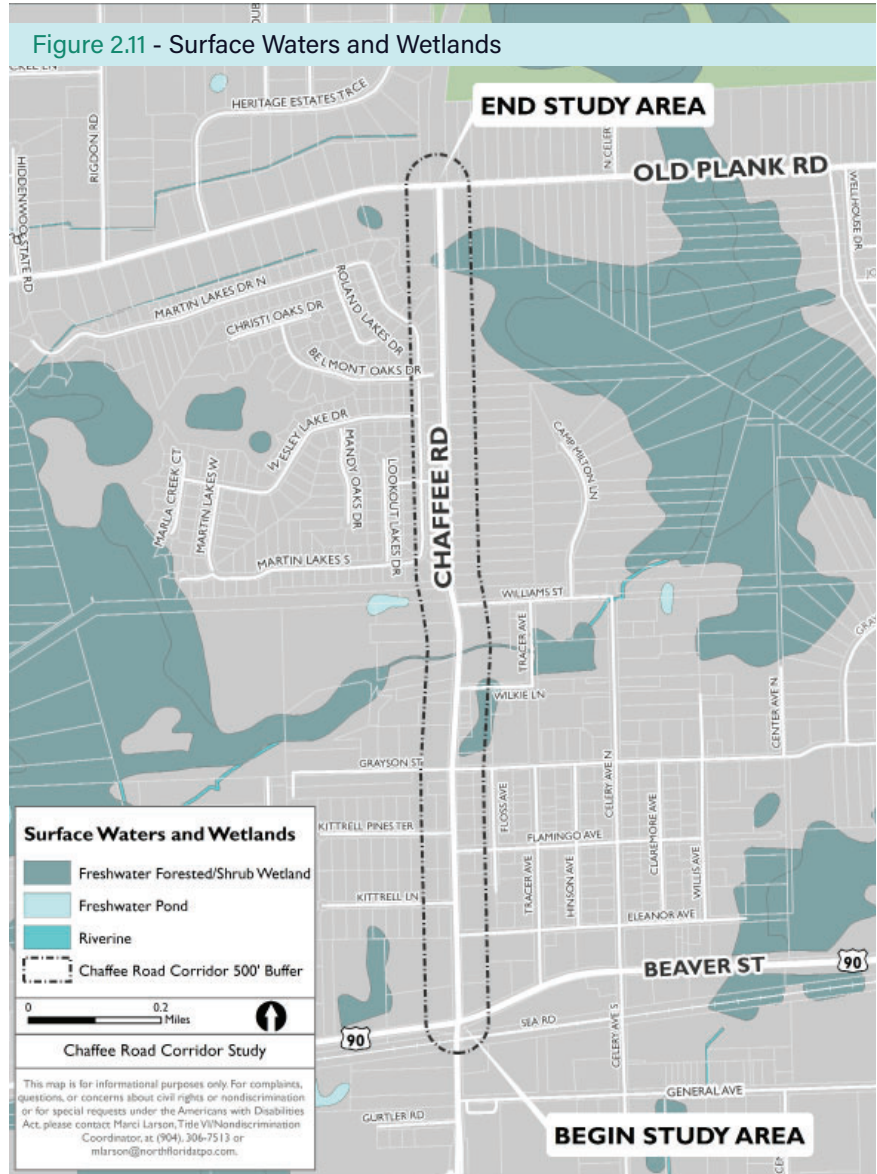 Figure 2.11 - Surface Waters and Wetlands
HERITAGE ESTATES TRCE
RIGDON RD
END STUDY AREA
N CELER
OLD PLANK RD
HIDDENWOOD STATE RD
WELLHOUSE DR
MARTIN LAKES DR N
ROLAND LAKES DR
CHRISTI OAKS DR
BELMONT OAKS DR
WESLEY LAKE DR
CAMP MILTON LN
MARLA CREEK CT
MARTIN LAKES W
MANDY OAKS DR
LOOKOUT LAKES DR
CHAFFEE RD
MARTIN LAKES S
WILLIAMS ST
TRACER AVE
WILKIE LN
CENTER AVE N
GRAYSON ST
CELERY AVE N
FLOSS AVE
CLAREMORE AVE
KITTRELL PINES TER
FLAMINGO AVE
TRACER AVE
HINSON AVE
WILLIS AVE
KITTRELL LN
ELEANOR AVE
BEAVER ST
90
SEA RD
90
CELERY AVE S
GENERAL AVE
GURTLER RD
BEGIN STUDY AREA
Surface Waters and Wetlands
Freshwater Forested/Shrub Wetland
Freshwater Pond
Riverine
Chaffee Road Corridor 500' Buffer
0 0.2
Miles
Chaffee Road Corridor Study
This map is for informational purposes only. For complaints,
questions, or concerns about civil rights or nondiscrimination
or for special requests under the Americans with Disabilities
Act, please contact Marci Larson, Title VI/Nondiscrimination
Coordinator, at (904), 306-7513 or
mlarson@northfloridatpo.com.